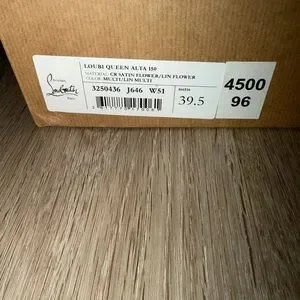 LOUBI QUEEN ALTA 150
MATERIAL: CR SATIN FLOWER/LIN FLOWER
COLOR: MULTI/LIN MULTI
3250436 J646 W51
39.5
4500
96